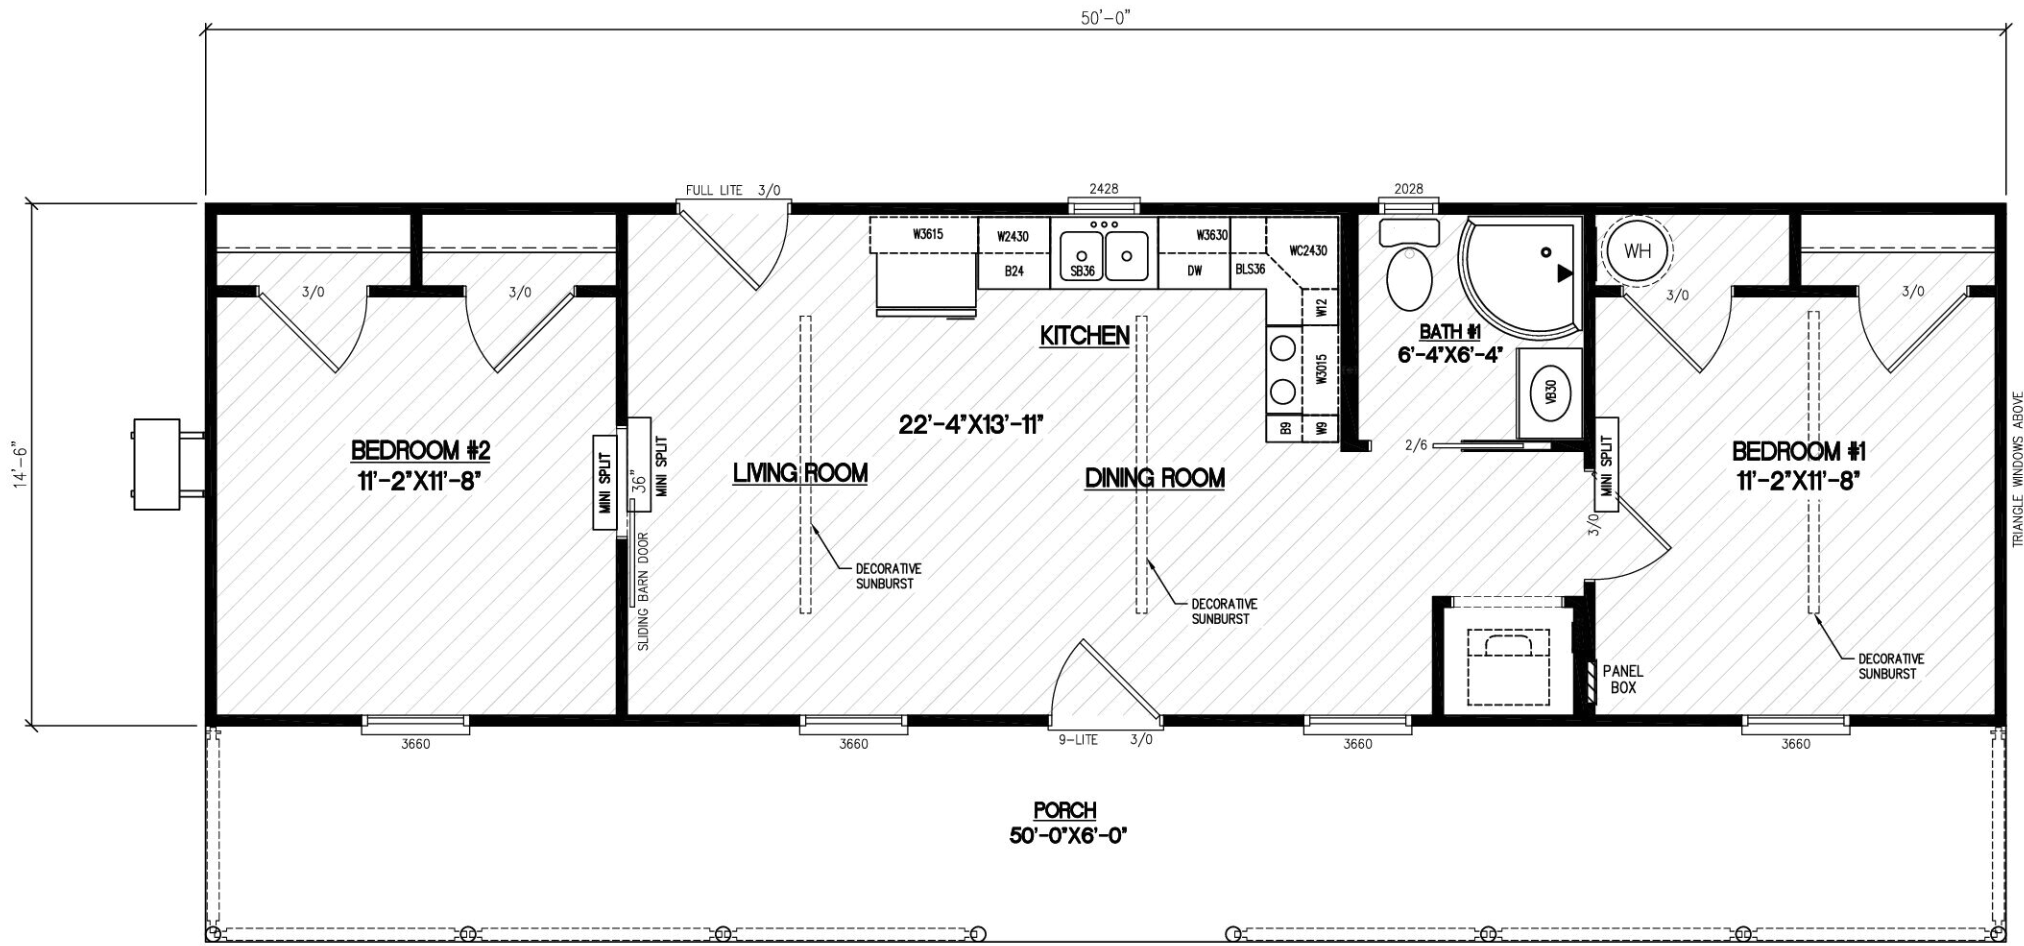 50'-0"
FULL LITE 3/0
2428
2028
14'-6"
3/0
3/0
W3615
W2430
B24
SB36
W3630
DW
BLS36
WC2430
W12
W3015
B9
W9
KITCHEN
22'-4"X13'-11"
BATH #1
6'-4"X6'-4"
VB30
WH
3/0
3/0
BEDROOM #2
11'-2"X11'-8"
MINI SPLIT
36"
MINI SPLIT
SLIDING BARN DOOR
LIVING ROOM
DINING ROOM
2/6
MINI SPLIT
3/0
BEDROOM #1
11'-2"X11'-8"
TRIANGLE WINDOWS ABOVE
DECORATIVE
SUNBURST
DECORATIVE
SUNBURST
DECORATIVE
SUNBURST
PANEL
BOX
3660
3660
9-LITE 3/0
3660
3660
PORCH
50'-0"X6'-0"